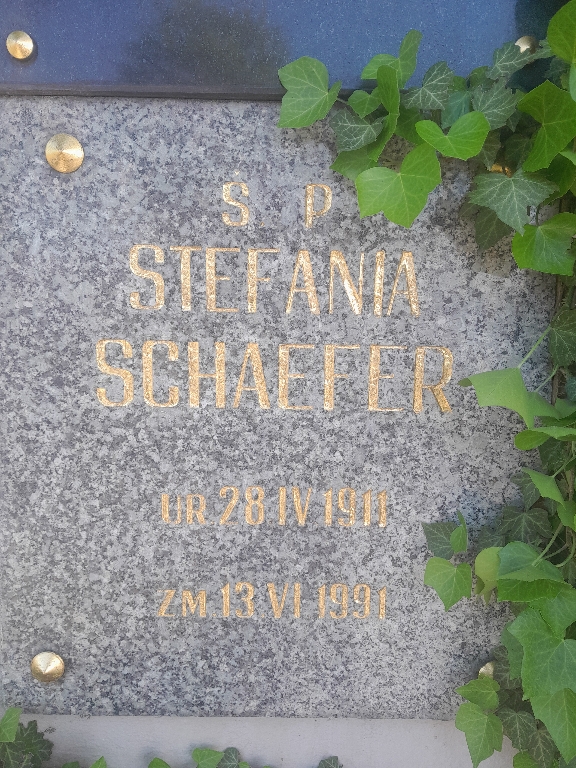 Ś P
STEFANIA
SCHAEFER
UR 28 IV 1911
ZM 13 VI 1991